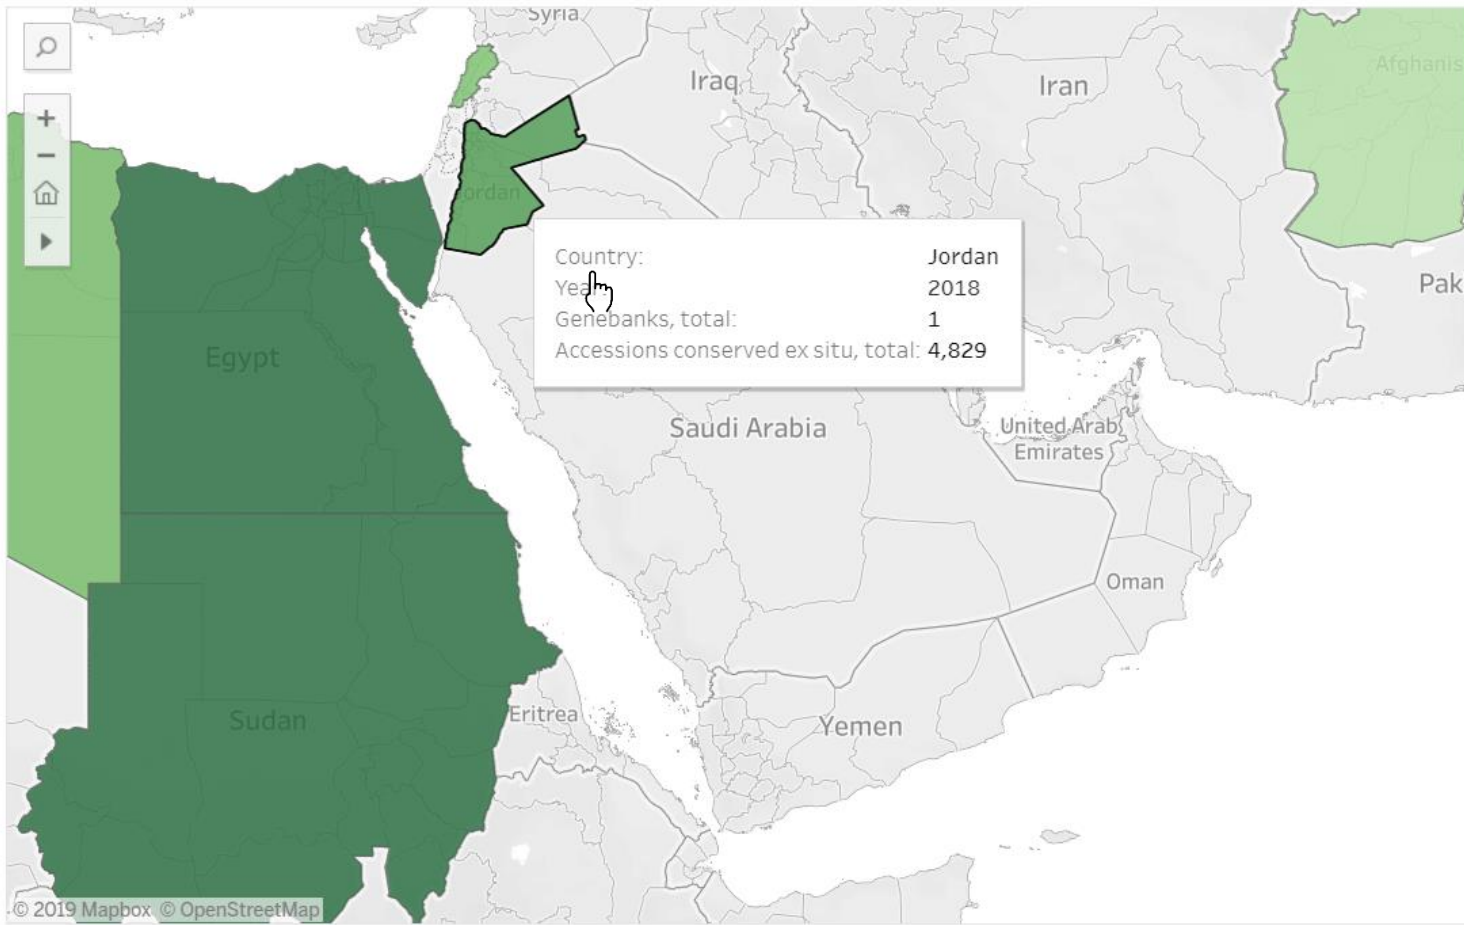 Syria
Iraq
Iran
Afghanis
Jordan
Country: Jordan
Year: 2018
Genebanks, total: 1
Accessions conserved ex situ, total: 4,829
Pak
Egypt
Saudi Arabia
United Arab
Emirates
Oman
Sudan
Eritrea
Yemen
© 2019 Mapbox © OpenStreetMap